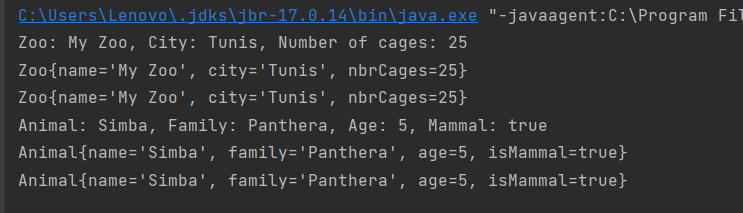 C:\Users\Lenovo\.jdks\jbr-17.0.14\bin\java.exe "-javaagent:C:\Program Fil
Zoo: My Zoo, City: Tunis, Number of cages: 25
Zoo{name='My Zoo', city='Tunis', nbrCages=25}
Zoo{name='My Zoo', city='Tunis', nbrCages=25}
Animal: Simba, Family: Panthera, Age: 5, Mammal: true
Animal{name='Simba', family='Panthera', age=5, isMammal=true}
Animal{name='Simba', family='Panthera', age=5, isMammal=true}